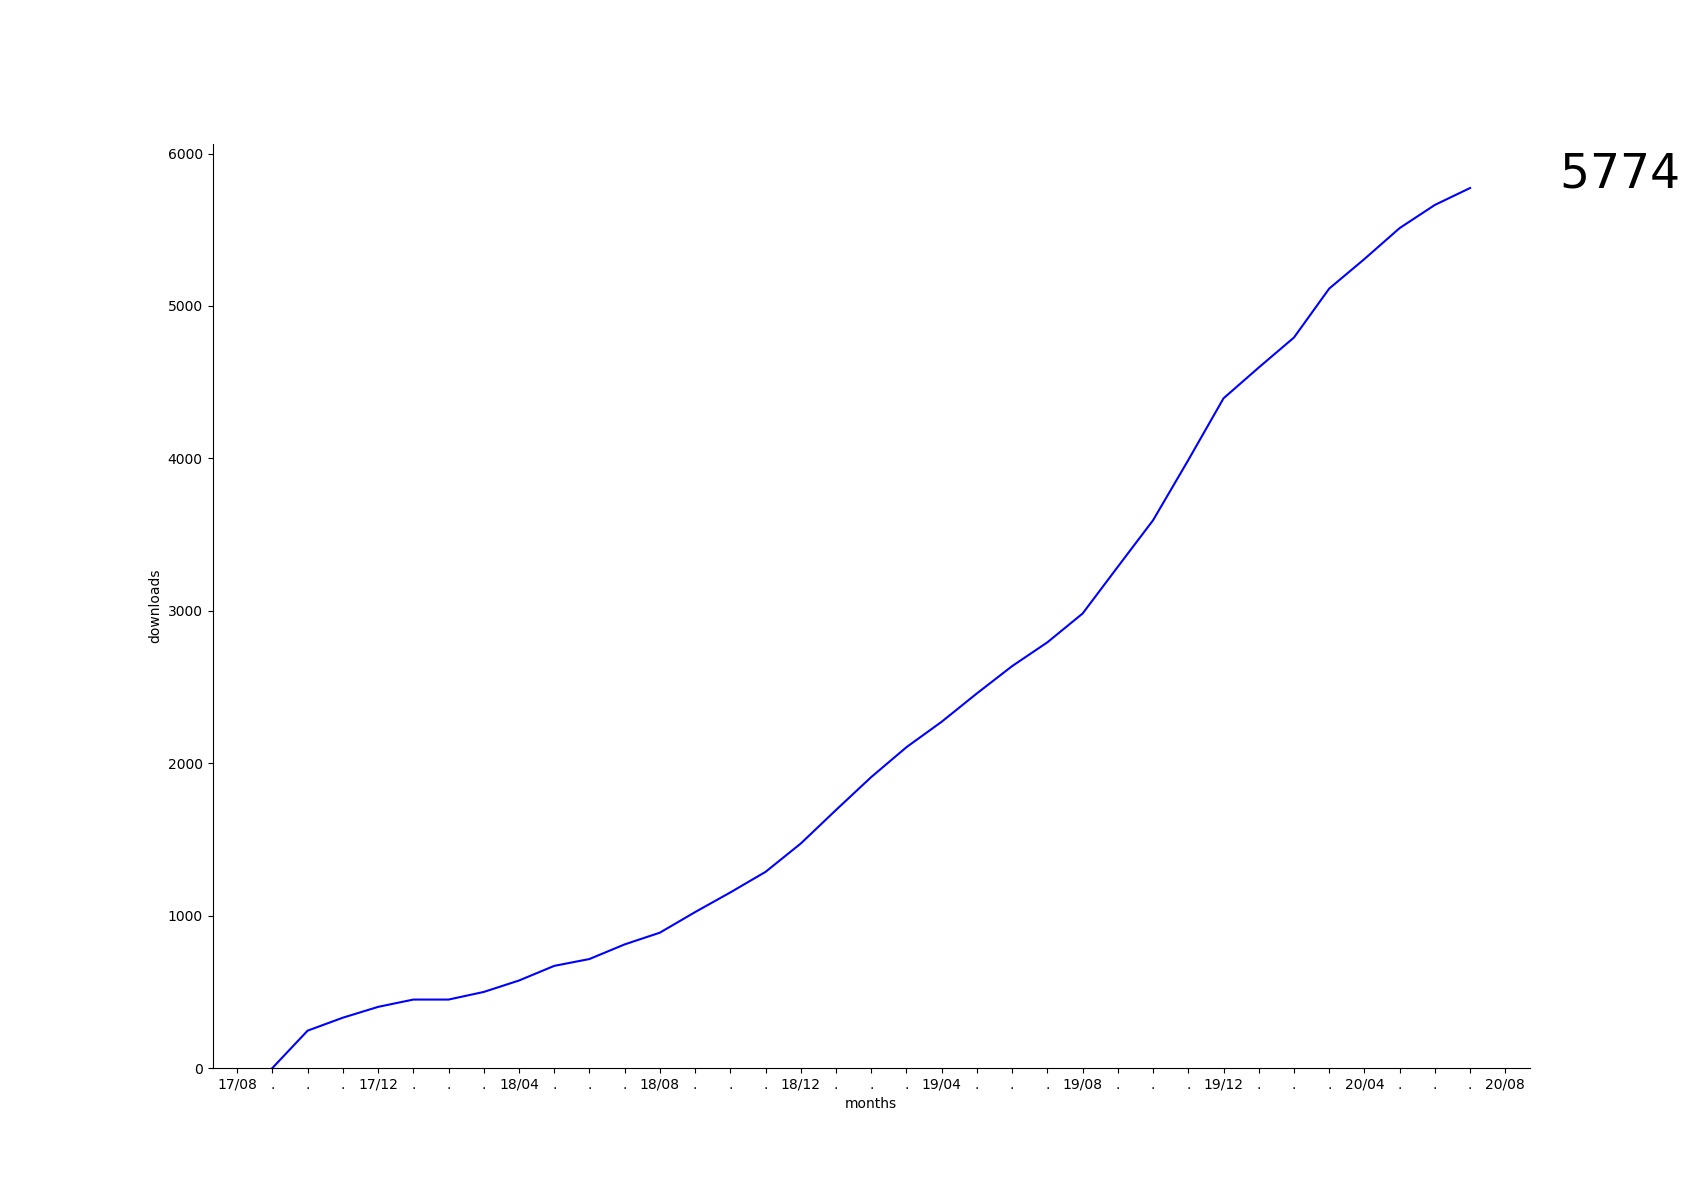 5774
6000
5000
4000
3000
2000
1000
0
downloads
17/08 . . . 17/12 . . . 18/04 . . . 18/08 . . . 18/12 . . . 19/04 . . . 19/08 . . . 19/12 . . . 20/04 . . . 20/08
months